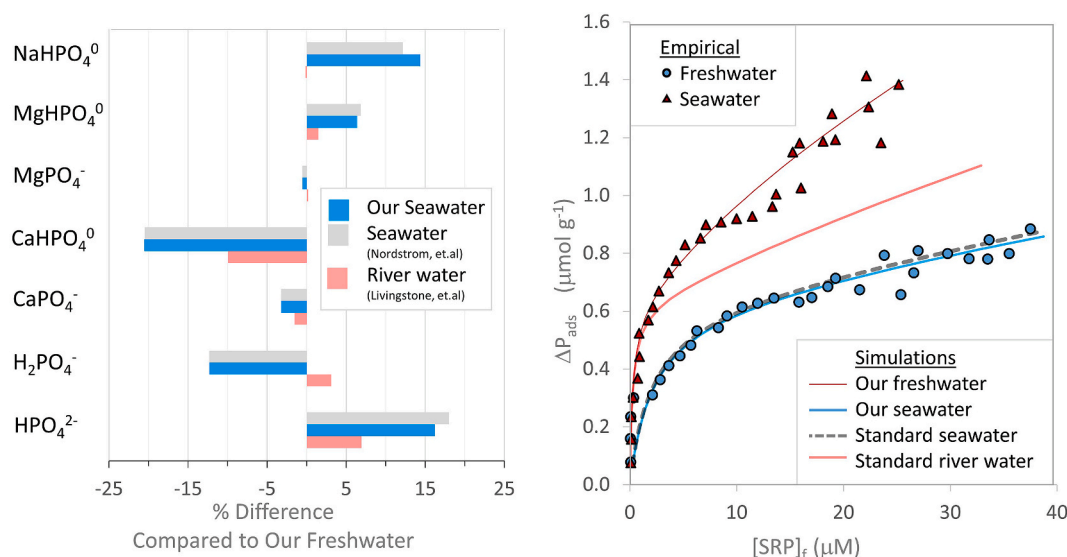 NaHPO₄⁰
MgHPO₄⁰
MgPO₄⁻
CaHPO₄⁰
CaPO₄⁻
H₂PO₄⁻
HPO₄²⁻
Our Seawater
Seawater
(Nordstrom, et.al)
River water
(Livingstone, et.al)
-25 -15 -5 5 15 25
% Difference
Compared to Our Freshwater
1.6
1.4
1.2
1.0
0.8
0.6
0.4
0.2
0.0
ΔP_ads (μmol g⁻¹)
Empirical
Freshwater
Seawater
Simulations
Our freshwater
Our seawater
Standard seawater
Standard river water
0 10 20 30 40
[SRP]_f (μM)